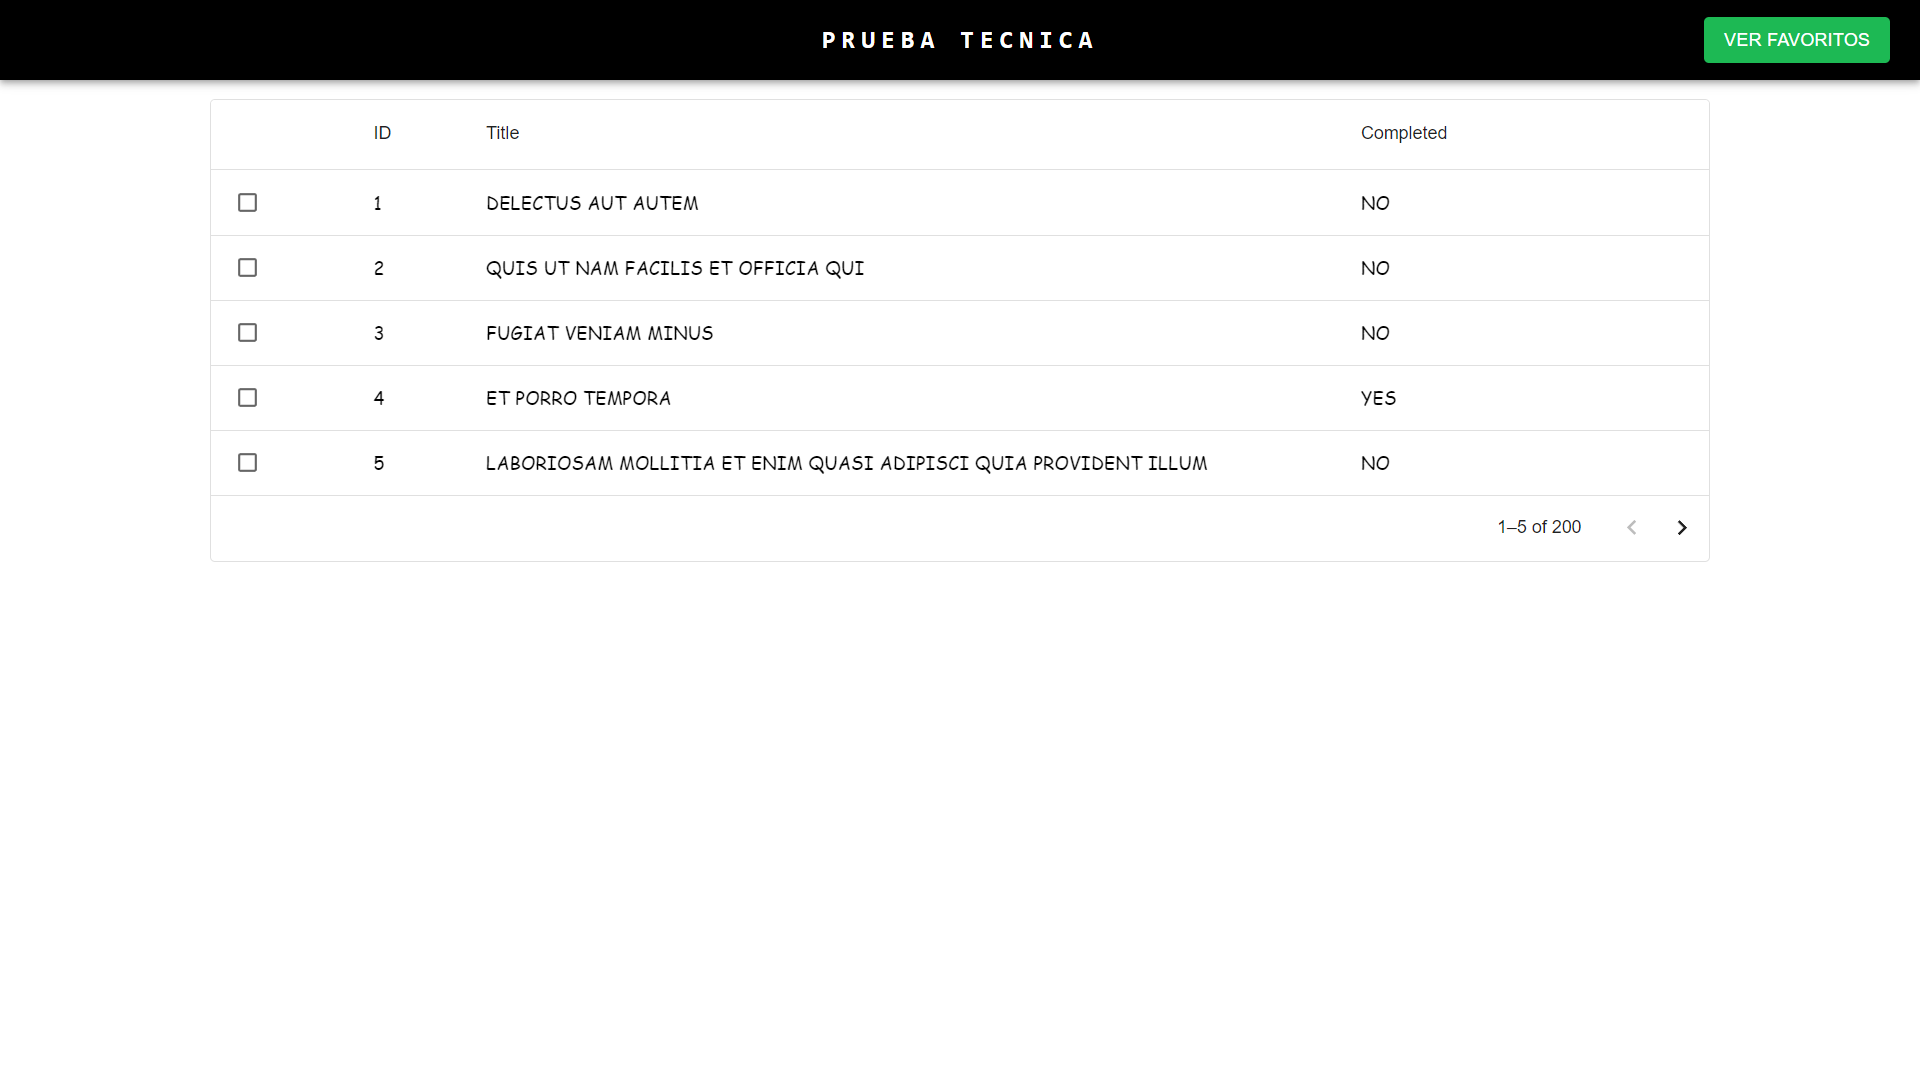 PRUEBA TECNICA
VER FAVORITOS
ID Title Completed
1 DELECTUS AUT AUTEM NO
2 QUIS UT NAM FACILIS ET OFFICIA QUI NO
3 FUGIAT VENIAM MINUS NO
4 ET PORRO TEMPORA YES
5 LABORIOSAM MOLLITIA ET ENIM QUASI ADIPISCI QUIA PROVIDENT ILLUM NO
1–5 of 200